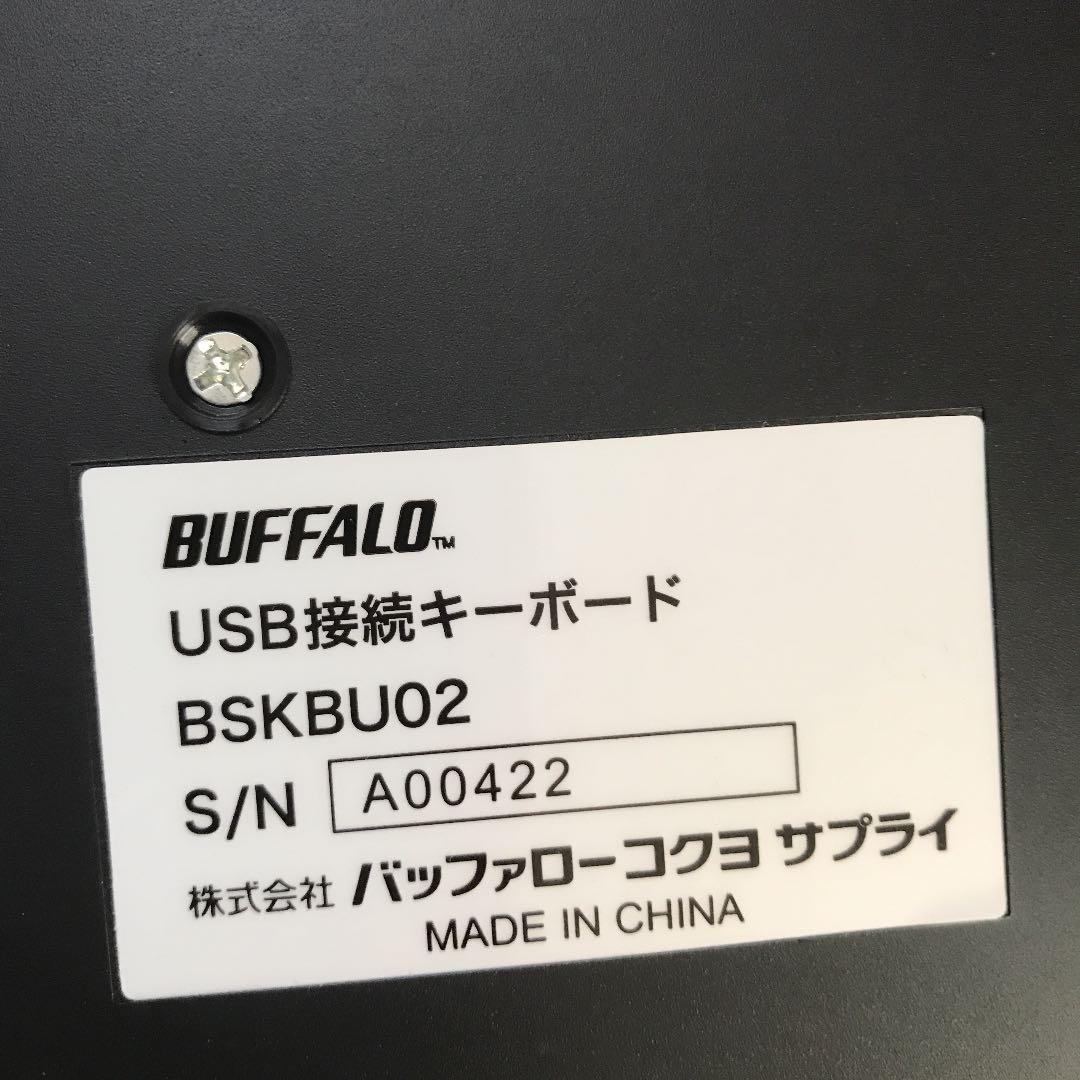 BUFFALO™
USB接続キーボード
BSKBU02
S/N A00422
株式会社 バッファローコクヨ サプライ
MADE IN CHINA